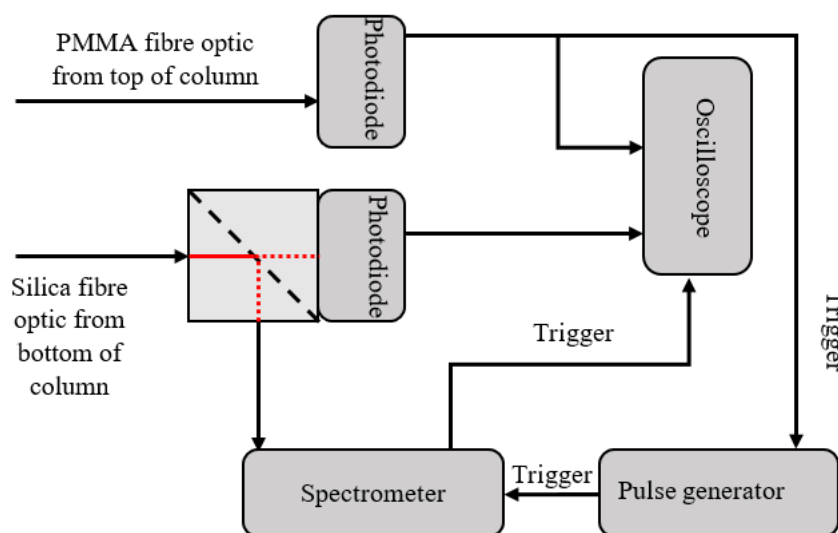 PMMA fibre optic
from top of column
Photodiode
Oscilloscope
Photodiode
Silica fibre
optic from
bottom of
column
Trigger
Trigger
Trigger
Spectrometer
Pulse generator